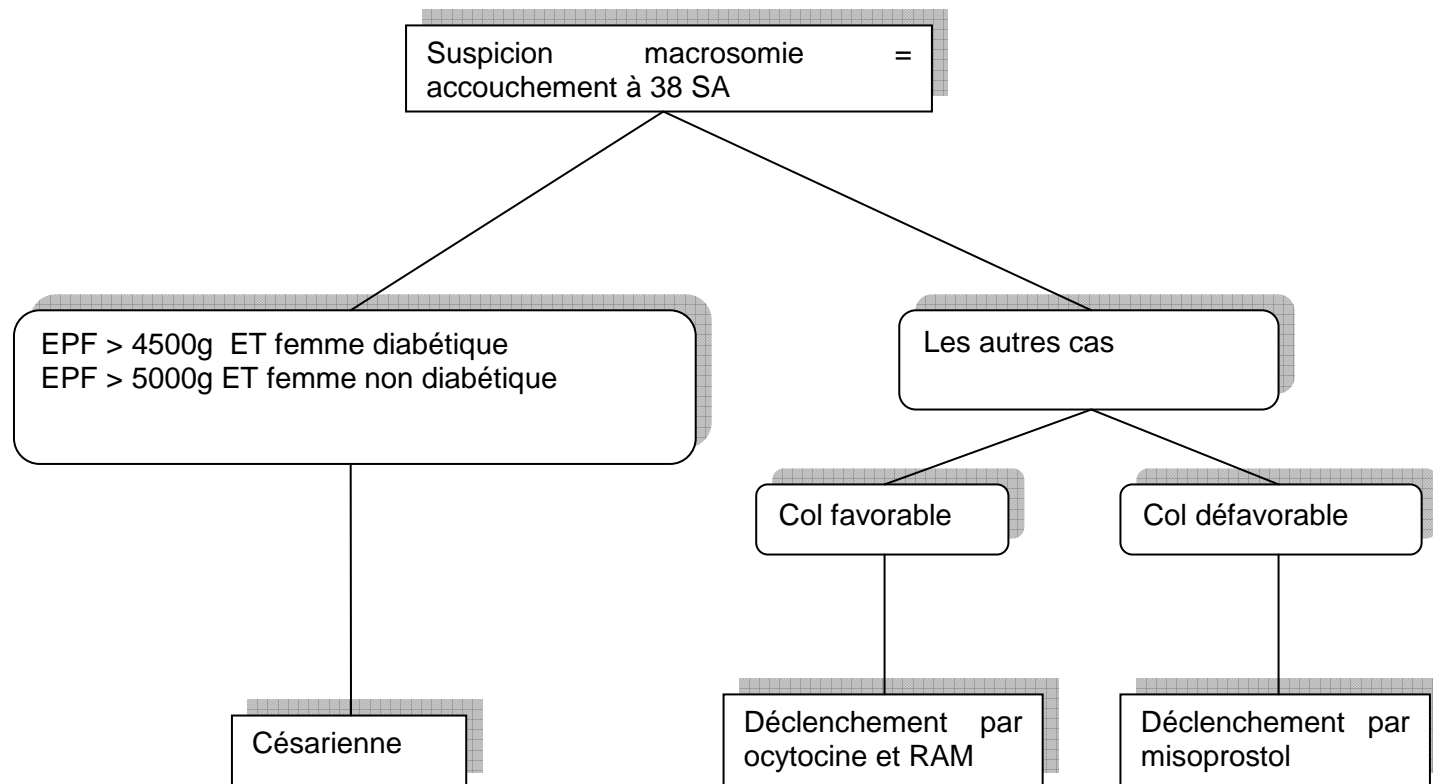 Suspicion macrosomie =
accouchement à 38 SA
EPF > 4500g ET femme diabétique
EPF > 5000g ET femme non diabétique
Les autres cas
Col favorable
Col défavorable
Césarienne
Déclenchement par
ocytocine et RAM
Déclenchement par
misoprostol